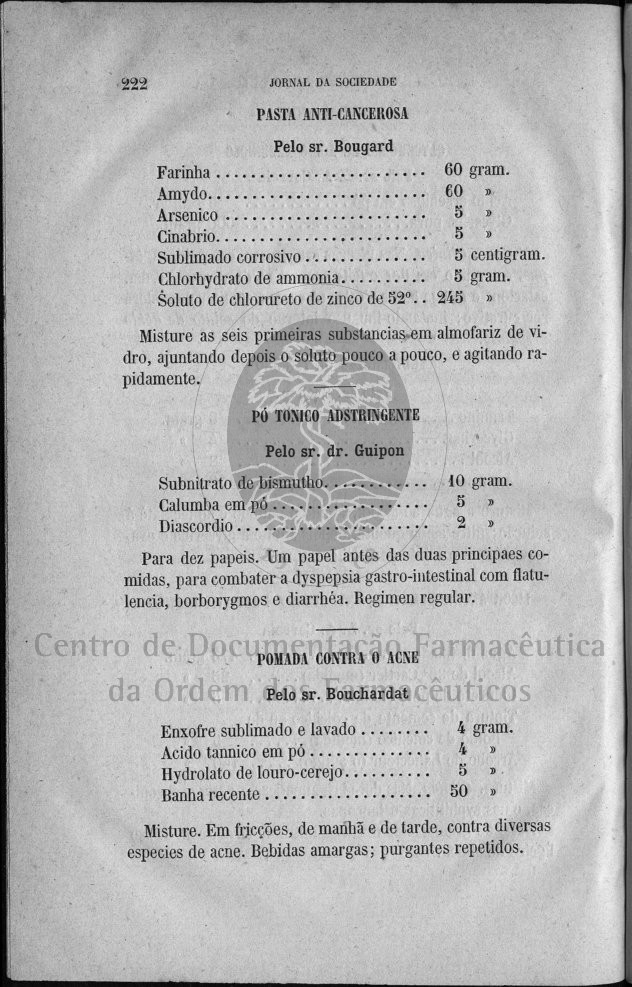 222
JORNAL DA SOCIEDADE
PASTA ANTI-CANCEROSA
Pelo sr. Bougard
Farinha ........................ 60 gram.
Amydo......................... 60 »
Arsenico ....................... 5 »
Cinabrio........................ 5 »
Sublimado corrosivo .............. 5 centigram.
Chlorhydrato de ammonia.......... 5 gram.
Soluto de chlorureto de zinco de 52º.. 245 »
Misture as seis primeiras substancias em almofariz de vi-
dro, ajuntando depois o soluto pouco a pouco, e agitando ra-
pidamente.
PÓ TONICO ADSTRINGENTE
Pelo sr. dr. Guipon
Subnitrato de bismutho............ 10 gram.
Calumba em pó .................. 5 »
Diascordio ...................... 2 »
Para dez papeis. Um papel antes das duas principaes co-
midas, para combater a dyspepsia gastro-intestinal com flatu-
lencia, borborygmos e diarrhéa. Regimen regular.
Centro de Documentação Farmacêutica
da Ordem dos Farmacêuticos
POMADA CONTRA O ACNE
Pelo sr. Bouchardat
Enxofre sublimado e lavado ........ 4 gram.
Acido tannico em pó .............. 4 »
Hydrolato de louro-cerejo.......... 5 »
Banha recente ................... 50 »
Misture. Em fricções, de manhã e de tarde, contra diversas
especies de acne. Bebidas amargas; purgantes repetidos.